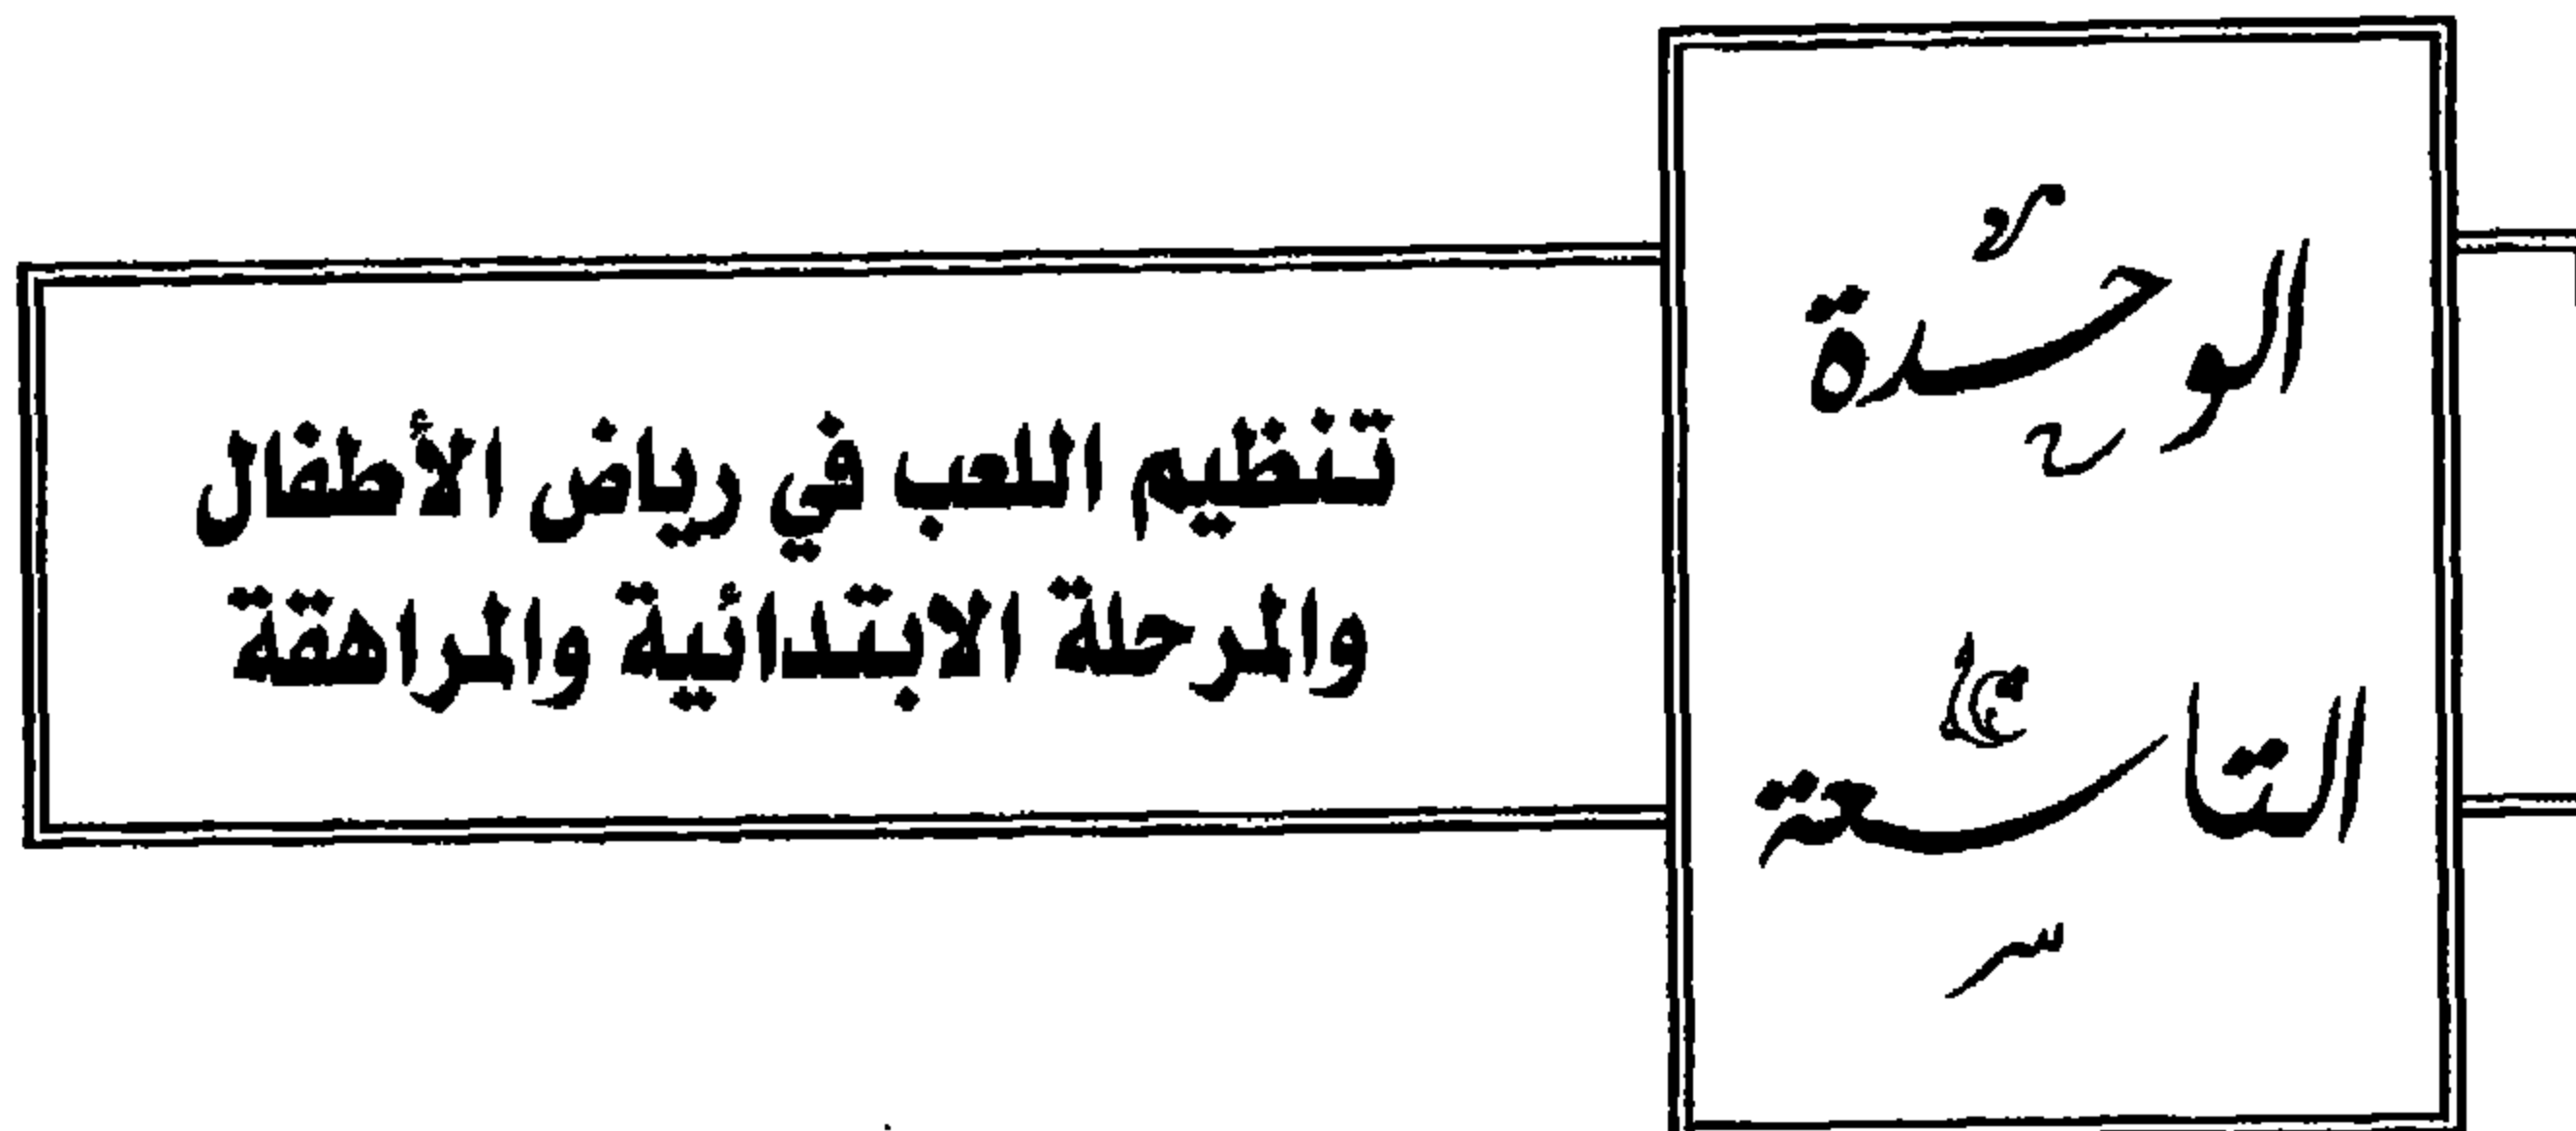 الوحدة
التاسعة
تنظيم اللعب في رياض الأطفال
والمرحلة الابتدائية والمراهقة